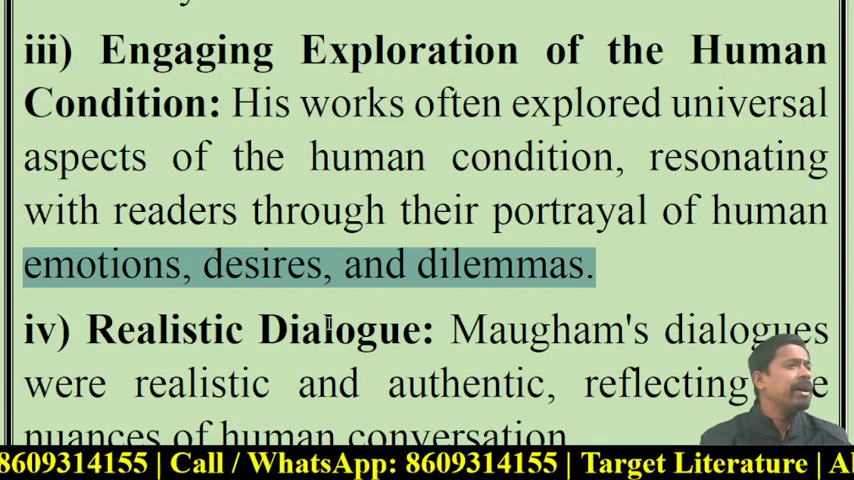 iii) Engaging Exploration of the Human
Condition: His works often explored universal
aspects of the human condition, resonating
with readers through their portrayal of human
emotions, desires, and dilemmas.
iv) Realistic Dialogue: Maugham's dialogues
were realistic and authentic, reflecting
nuances of human conversation.
8609314155 | Call / WhatsApp: 8609314155 | Target Literature |